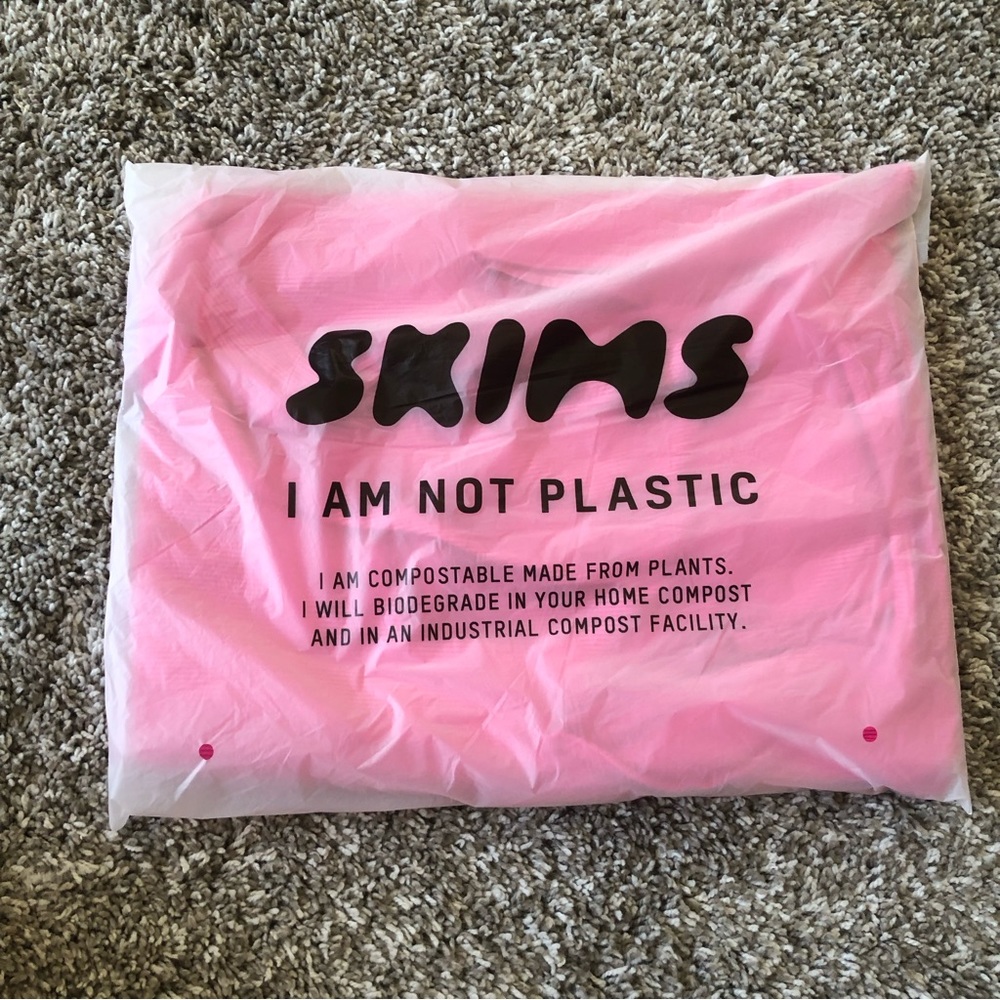 SKIMS
I AM NOT PLASTIC
I AM COMPOSTABLE MADE FROM PLANTS.
I WILL BIODEGRADE IN YOUR HOME COMPOST
AND IN AN INDUSTRIAL COMPOST FACILITY.